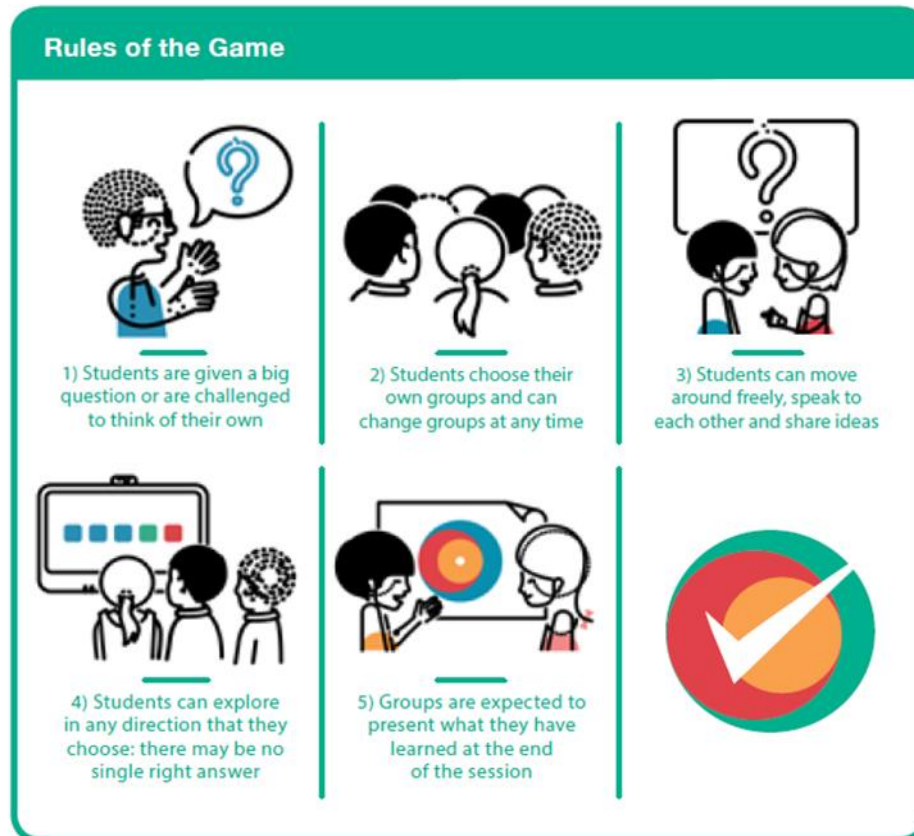 Rules of the Game
1) Students are given a big
question or are challenged
to think of their own
2) Students choose their
own groups and can
change groups at any time
3) Students can move
around freely, speak to
each other and share ideas
4) Students can explore
in any direction that they
choose: there may be no
single right answer
5) Groups are expected to
present what they have
learned at the end
of the session